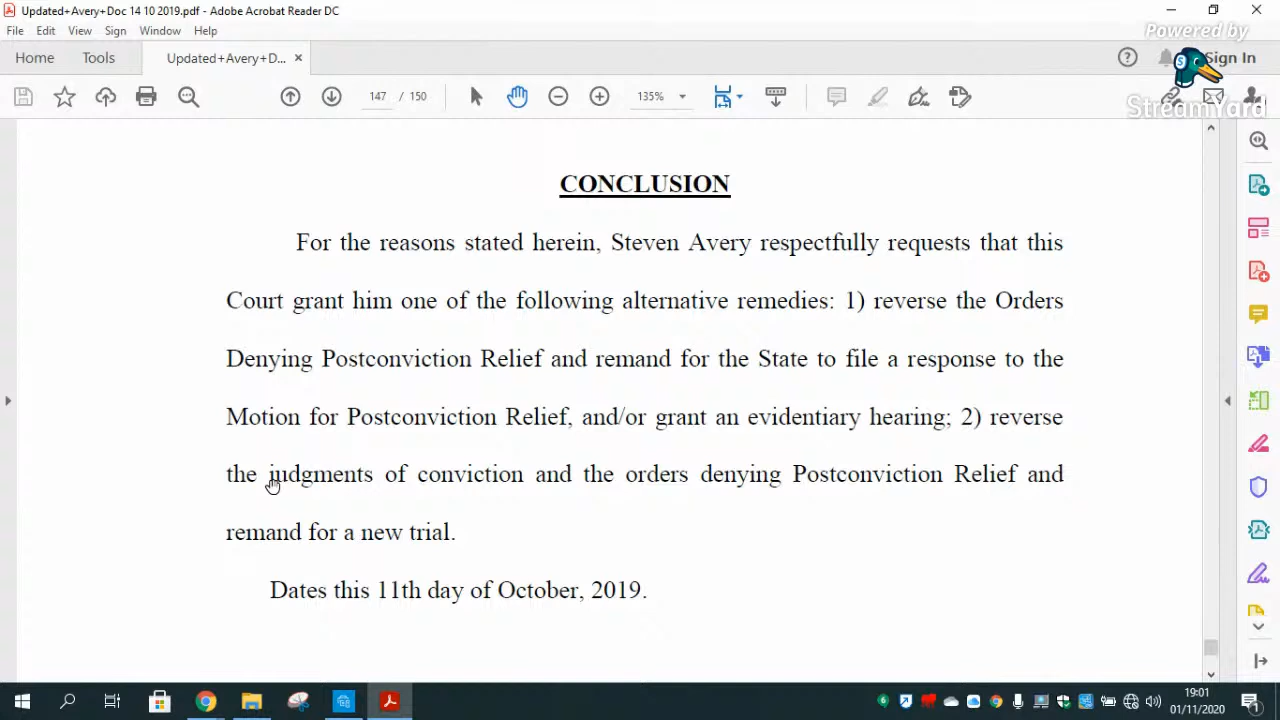 Updated+Avery+Doc 14 10 2019.pdf - Adobe Acrobat Reader DC
File Edit View Sign Window Help
Powered by
Home Tools Updated+Avery+D... × Sign In
StreamYard
147 / 150 135%
CONCLUSION
For the reasons stated herein, Steven Avery respectfully requests that this
Court grant him one of the following alternative remedies: 1) reverse the Orders
Denying Postconviction Relief and remand for the State to file a response to the
Motion for Postconviction Relief, and/or grant an evidentiary hearing; 2) reverse
the judgments of conviction and the orders denying Postconviction Relief and
remand for a new trial.
Dates this 11th day of October, 2019.
19:01
01/11/2020